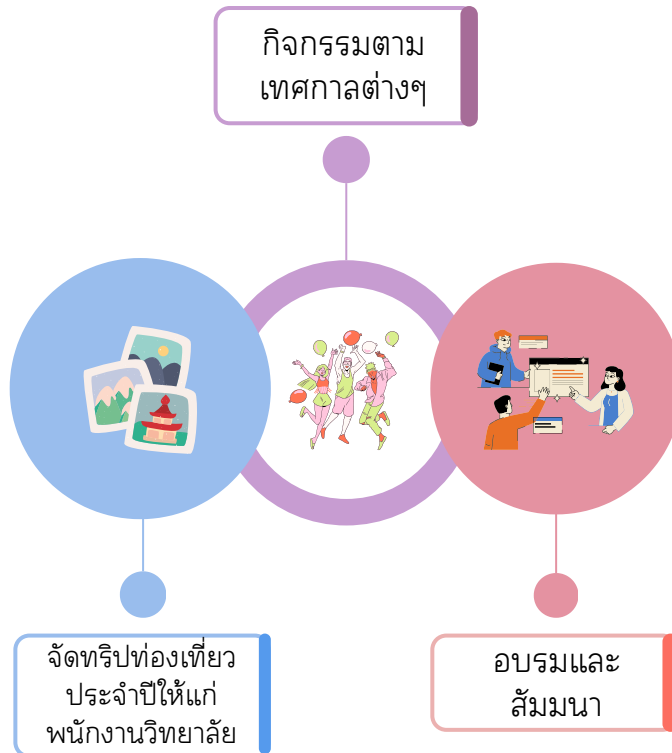 กิจกรรมตาม
เทศกาลต่างๆ
จัดทริปท่องเที่ยว
ประจำปีให้แก่
พนักงานวิทยาลัย
อบรมและ
สัมมนา